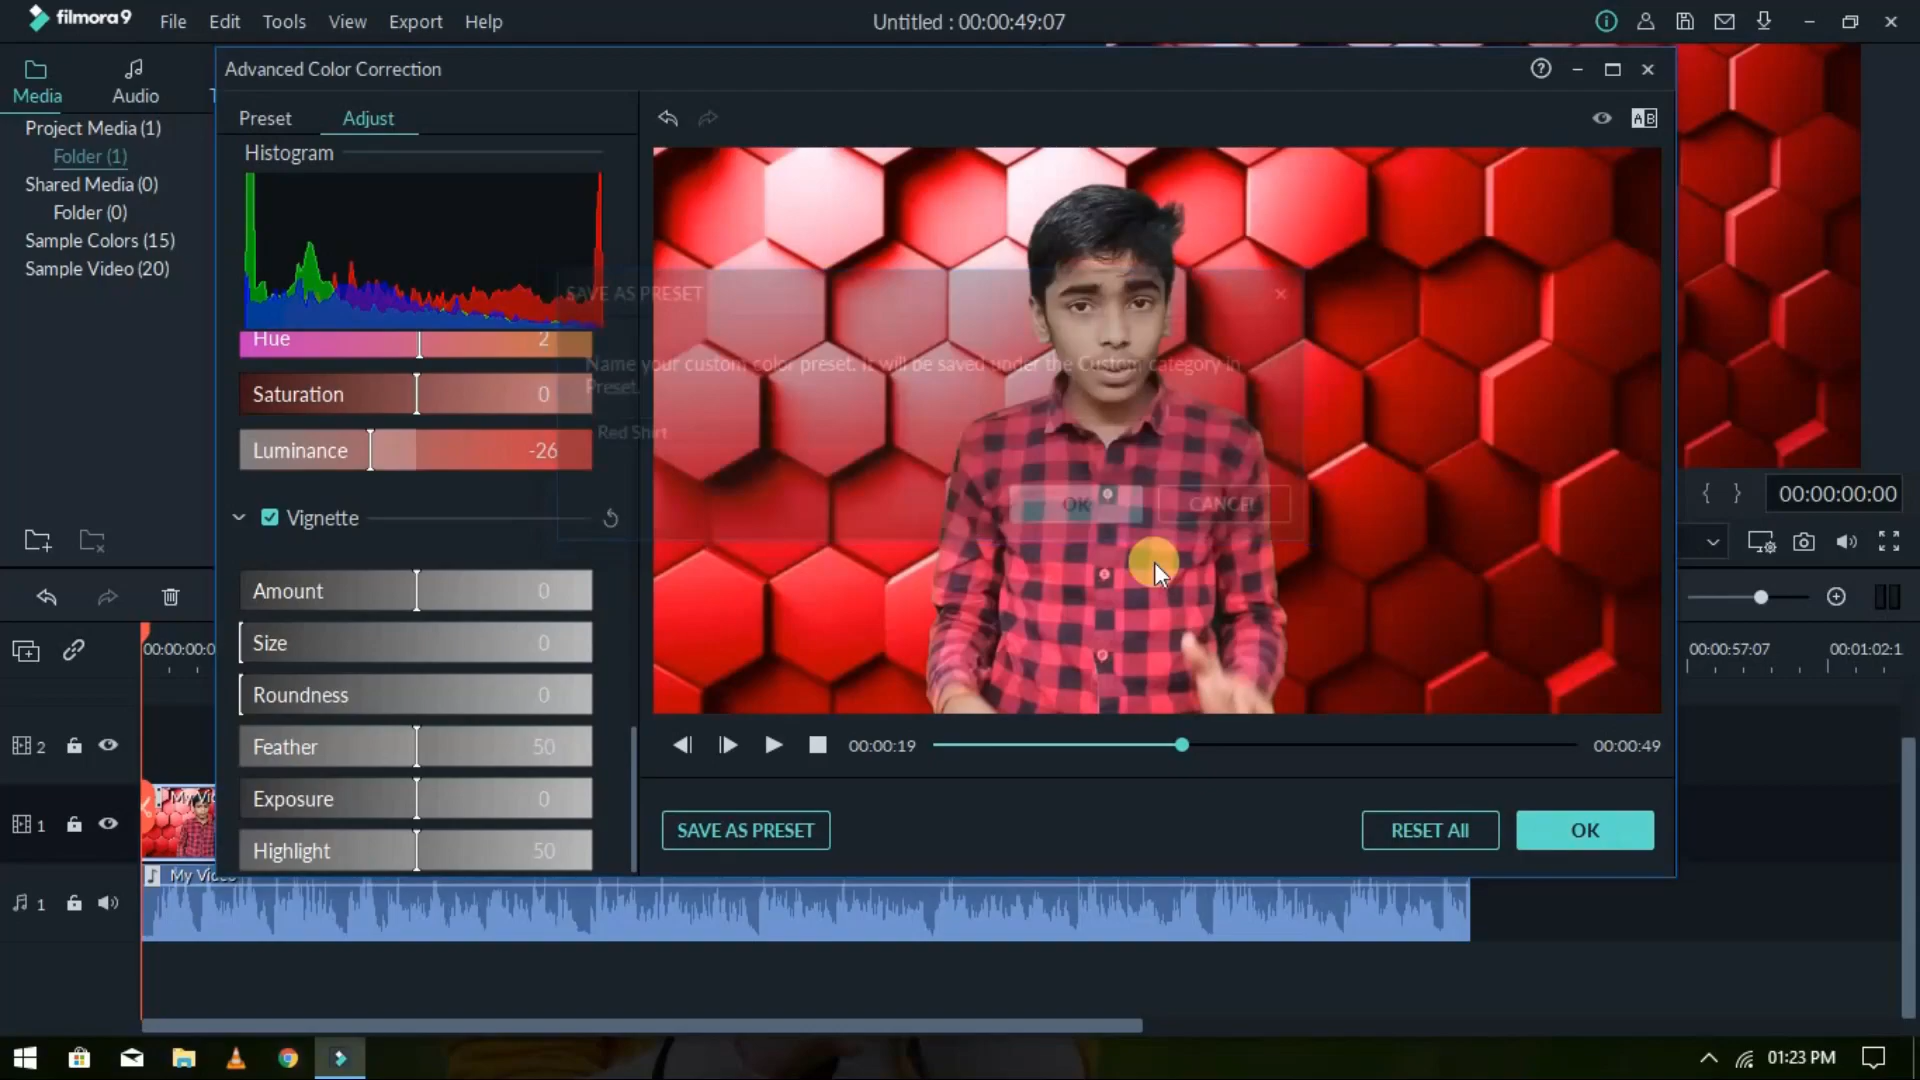 filmora9
File Edit Tools View Export Help
Untitled : 00:00:49:07
Media
Audio
Project Media (1)
Folder (1)
Shared Media (0)
Folder (0)
Sample Colors (15)
Sample Video (20)
Advanced Color Correction
Preset
Adjust
Histogram
Hue 2
Saturation 0
Luminance -26
Vignette
Amount 0
Size 0
Roundness 0
Feather 50
Exposure 0
Highlight 50
AB
SAVE AS PRESET
Name your custom color preset. It will be saved under the Custom category in
Preset.
Red Shirt
OK
CANCEL
00:00:19
00:00:49
SAVE AS PRESET
RESET All
OK
{ }
00:00:00:00
00:00:00:0
00:00:57:07
00:01:02:1
2
1
My Vi
1
My Video
01:23 PM